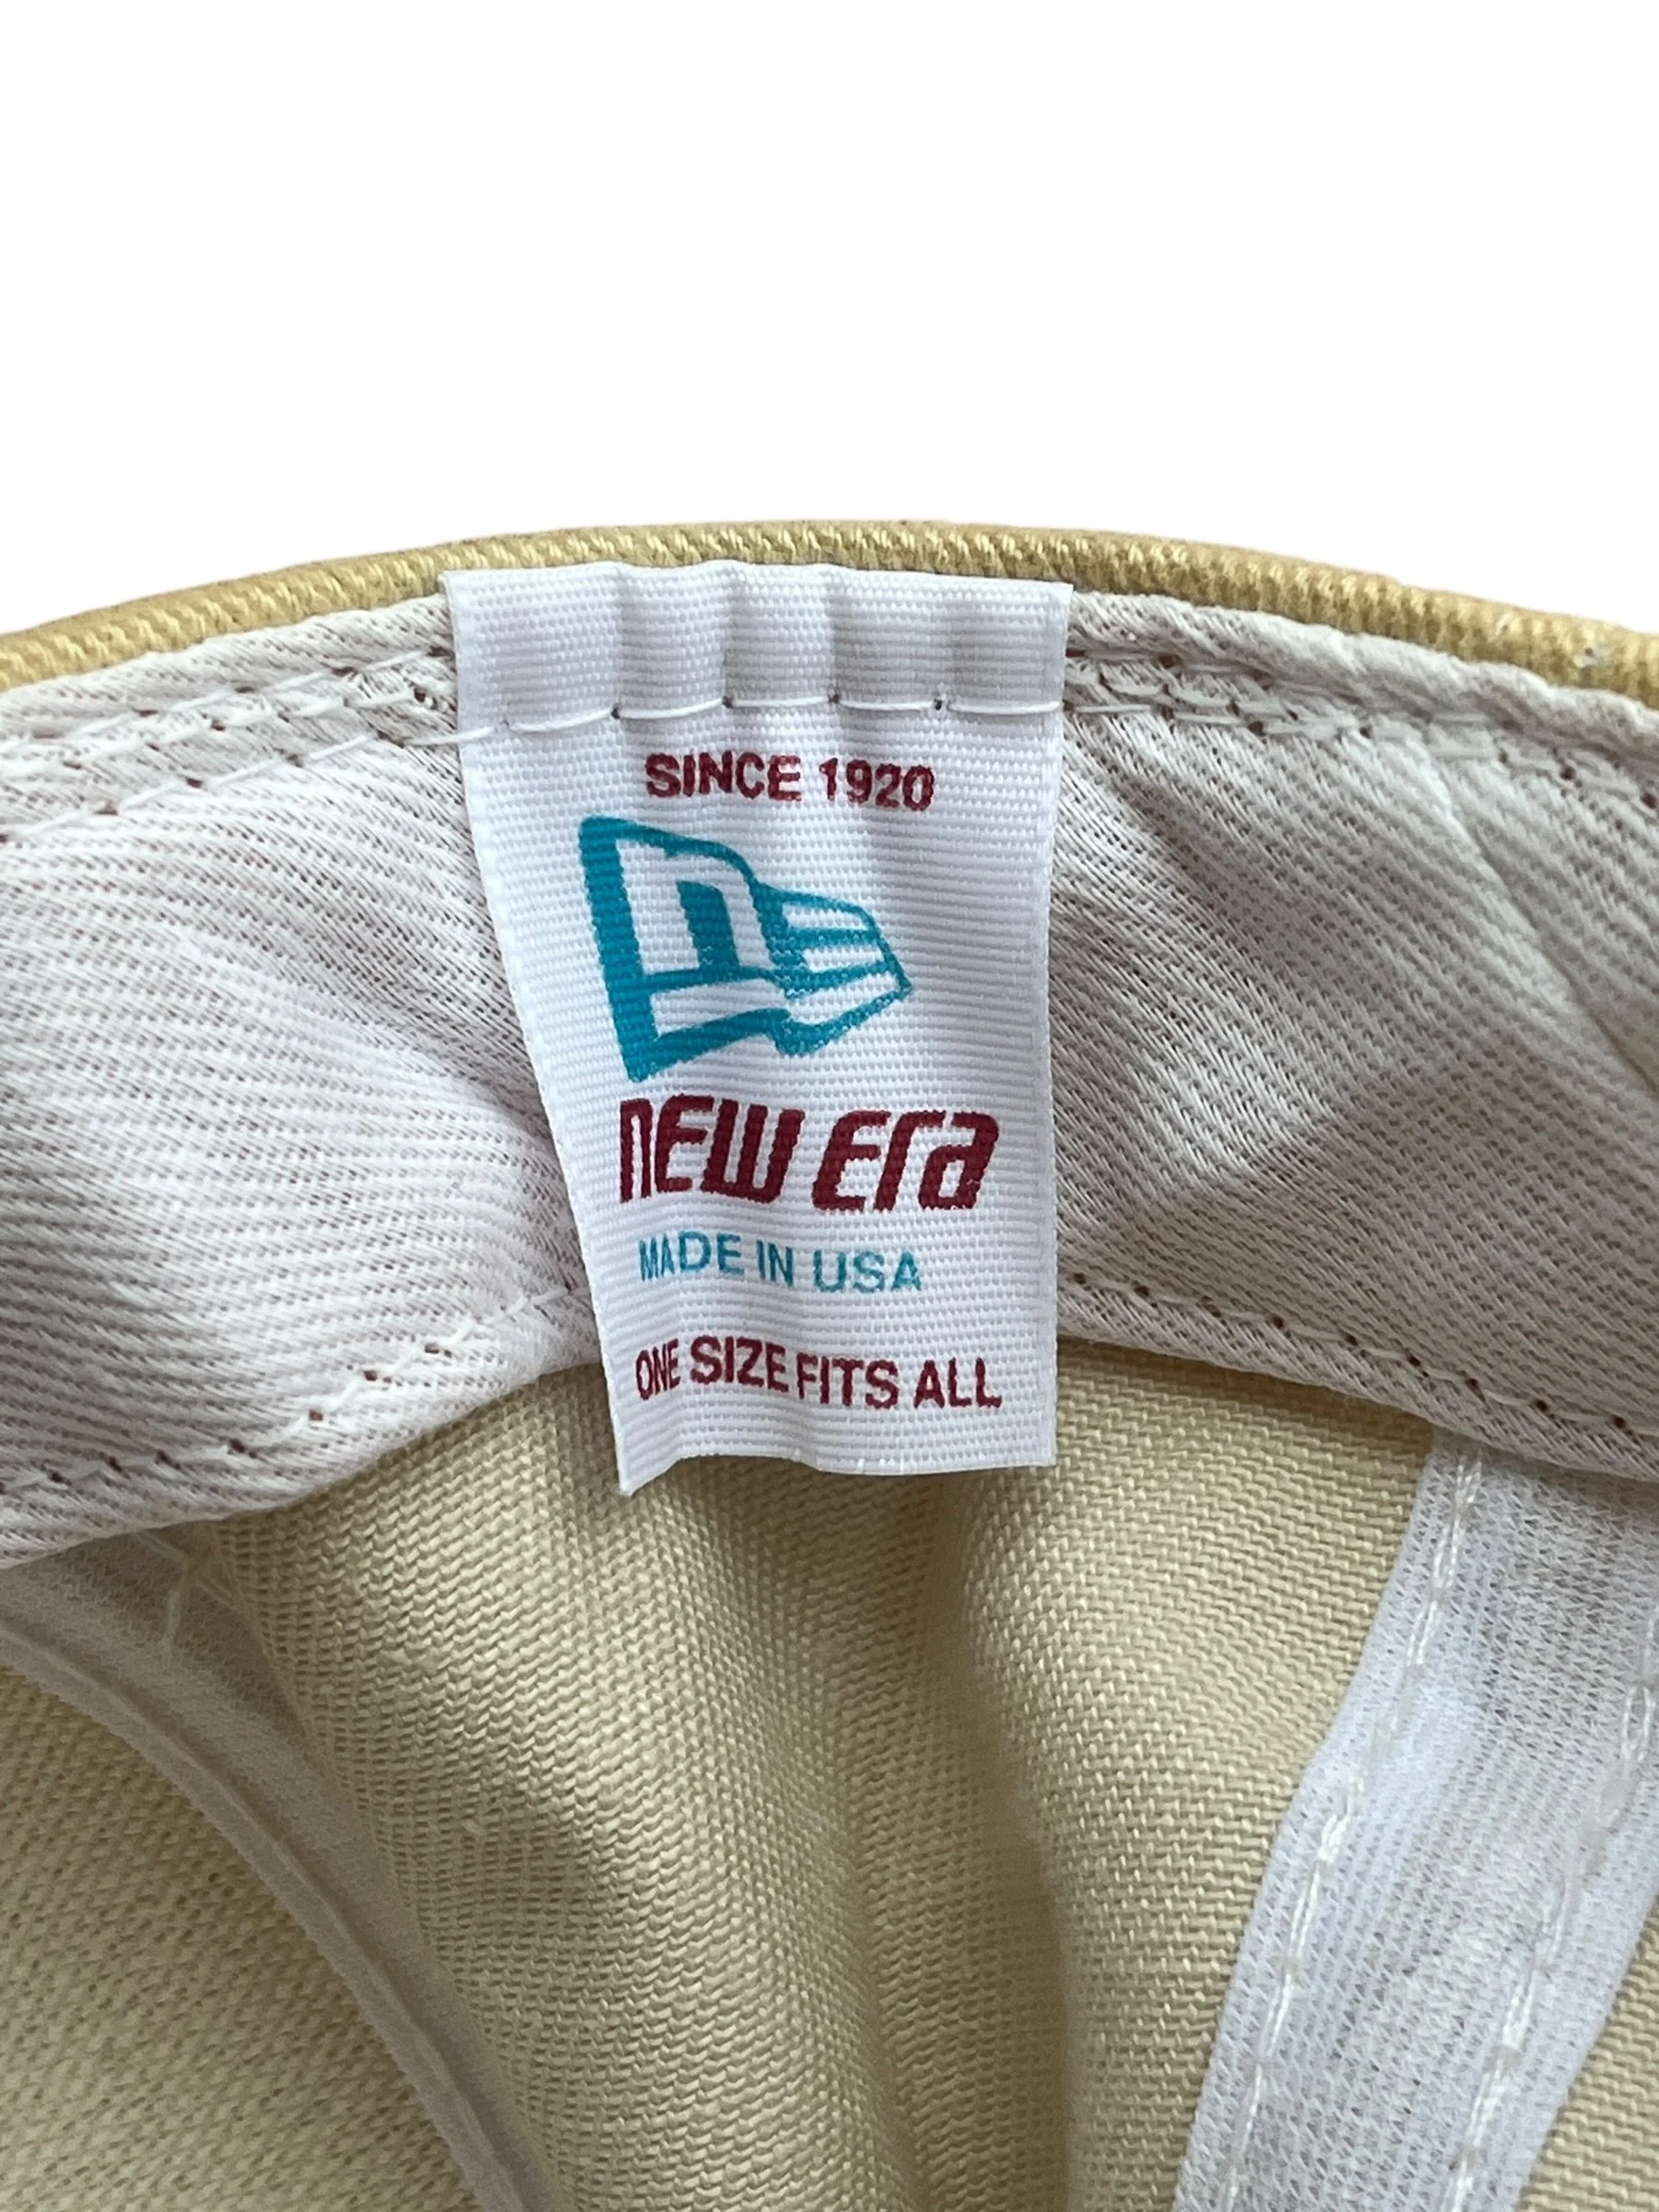 SINCE 1920
NEW ERA
MADE IN USA
ONE SIZE FITS ALL